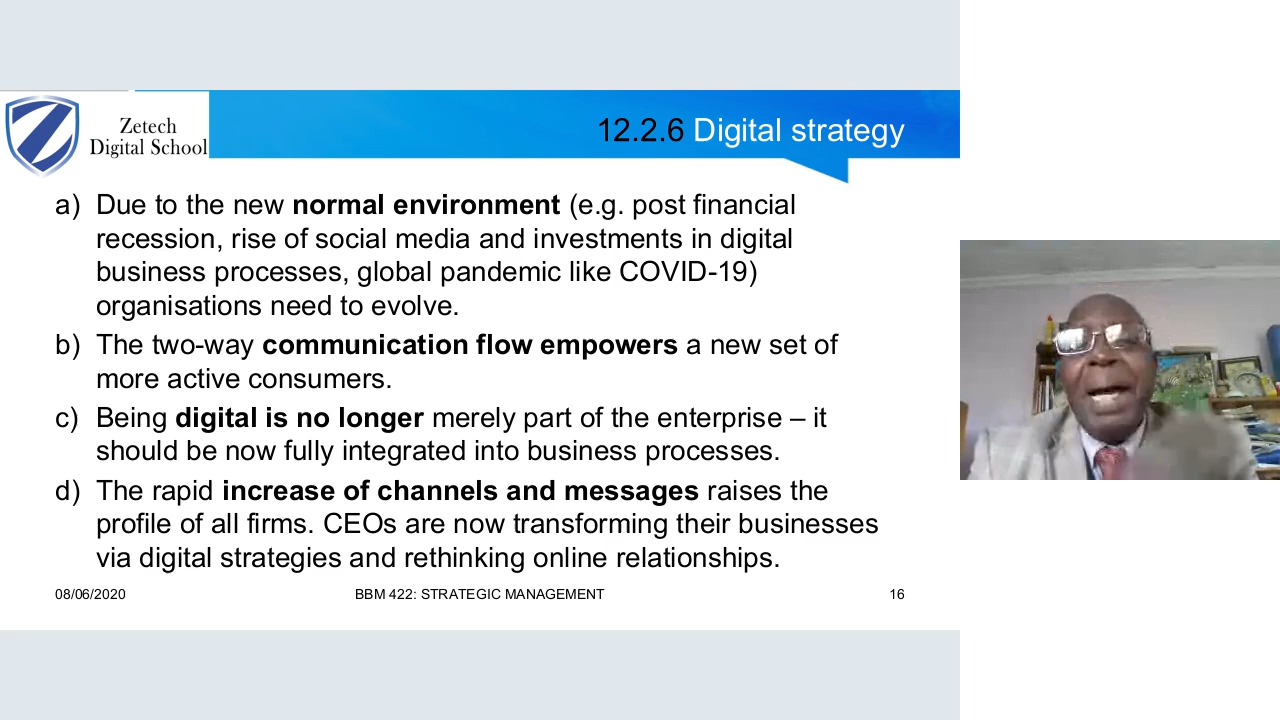 Zetech
Digital School
12.2.6 Digital strategy
a) Due to the new normal environment (e.g. post financial
recession, rise of social media and investments in digital
business processes, global pandemic like COVID-19)
organisations need to evolve.
b) The two-way communication flow empowers a new set of
more active consumers.
c) Being digital is no longer merely part of the enterprise – it
should be now fully integrated into business processes.
d) The rapid increase of channels and messages raises the
profile of all firms. CEOs are now transforming their businesses
via digital strategies and rethinking online relationships.
08/06/2020 BBM 422: STRATEGIC MANAGEMENT 16